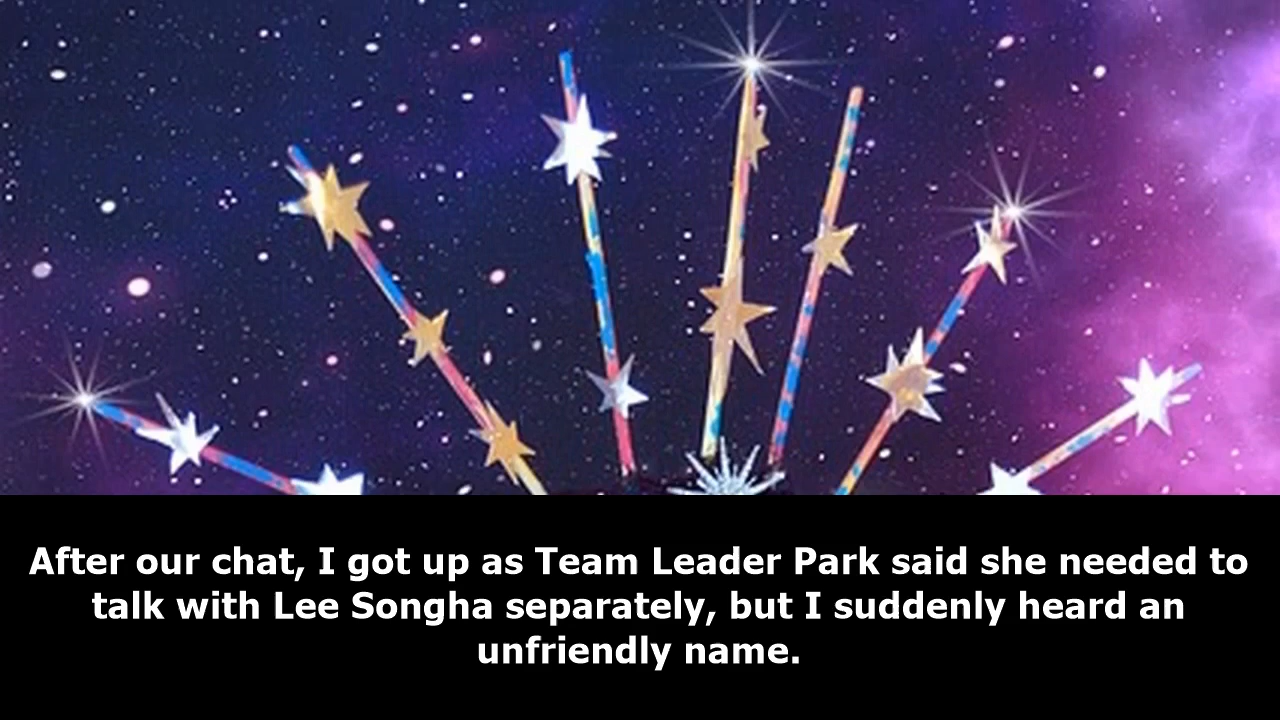 After our chat, I got up as Team Leader Park said she needed to
talk with Lee Songha separately, but I suddenly heard an
unfriendly name.